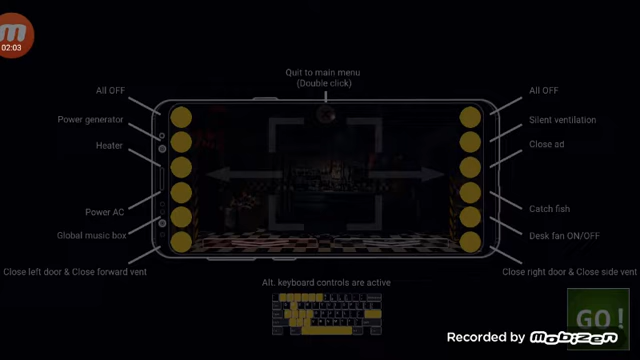 02:03
Quit to main menu
(Double click)
All OFF
All OFF
Power generator
Silent ventilation
Heater
Close ad
Power AC
Catch fish
Global music box
Desk fan ON/OFF
Close left door & Close forward vent
Close right door & Close side vent
Alt. keyboard controls are active
GO!
Recorded by mobizen